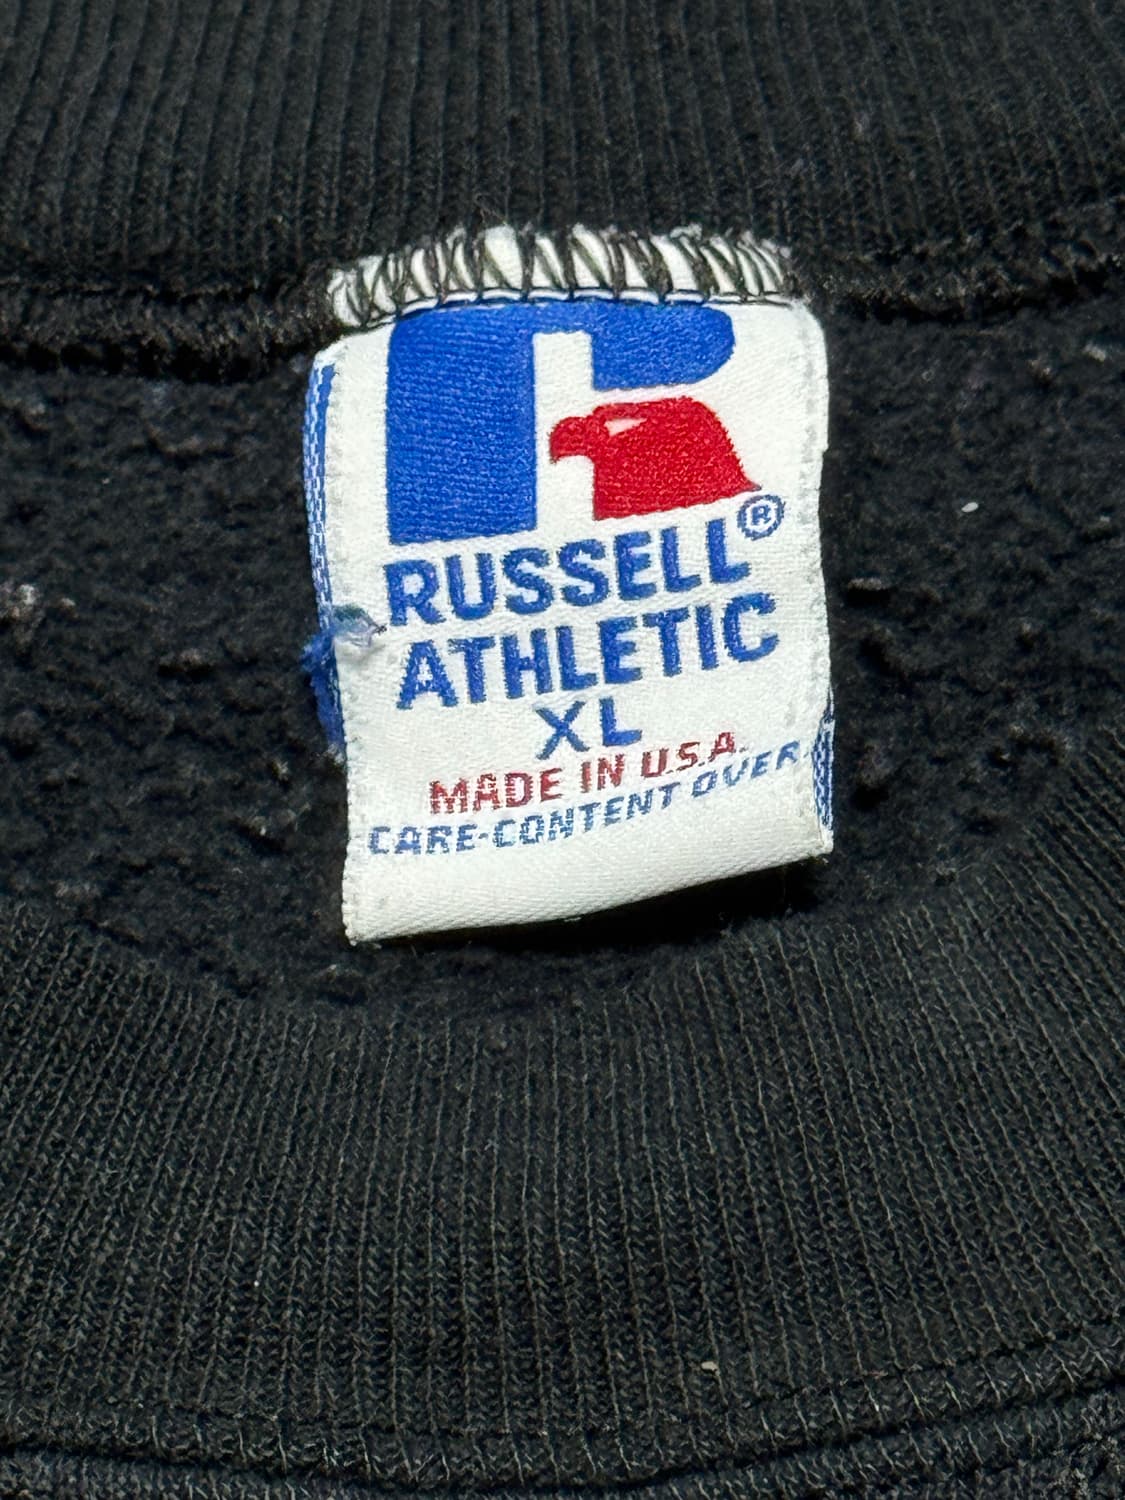 RUSSELL®
ATHLETIC
XL
MADE IN U.S.A.
CARE-CONTENT OVER